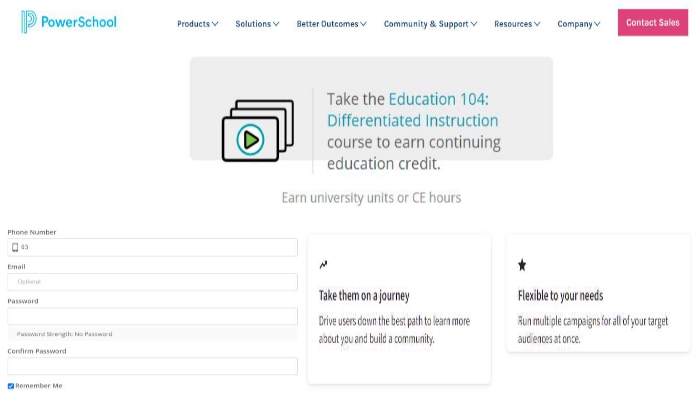 PowerSchool
Products
Solutions
Better Outcomes
Community & Support
Resources
Company
Contact Sales
Take the Education 104:
Differentiated Instruction
course to earn continuing
education credit.
Earn university units or CE hours
Phone Number
03-
Email
Optional
Password
Password Strength: No Password
Confirm Password
Remember Me
Take them on a journey
Drive users down the best path to learn more
about you and build a community.
Flexible to your needs
Run multiple campaigns for all of your target
audiences at once.